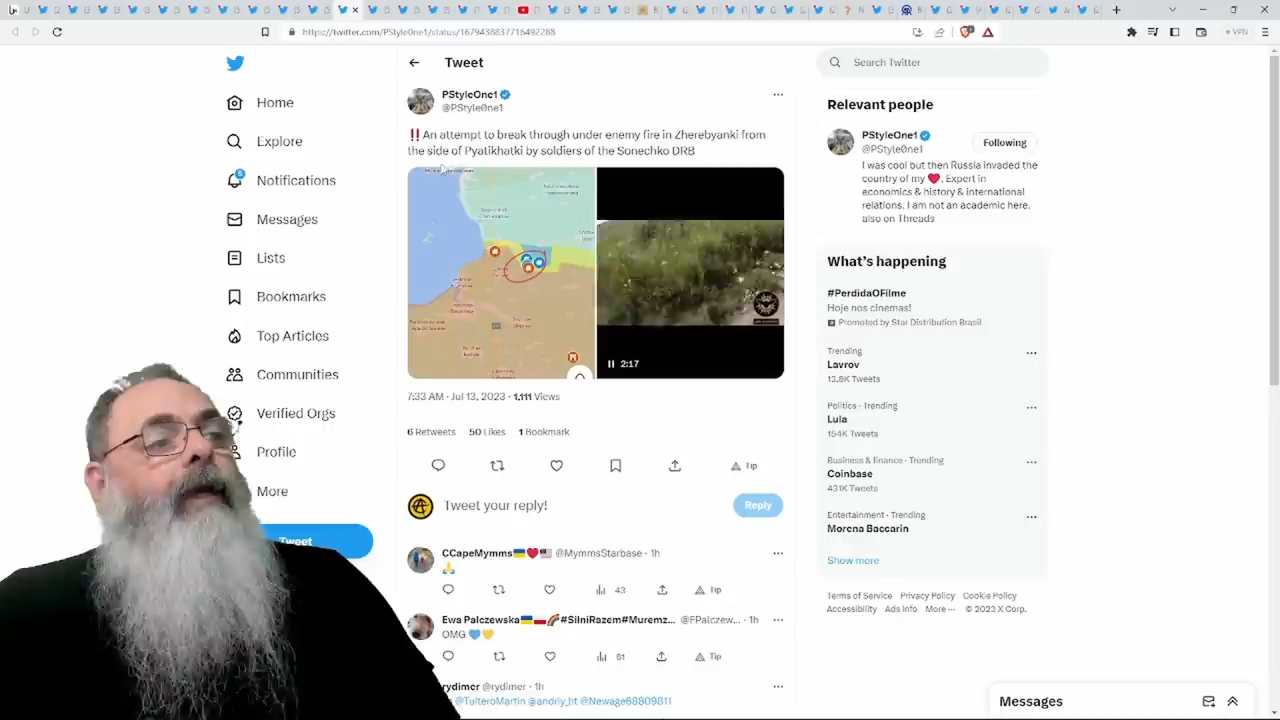 https://twitter.com/PStyle0ne1/status/1679438837716492288
VPN
Home
Explore
6
Notifications
Messages
Lists
Bookmarks
Top Articles
Communities
Verified Orgs
Profile
More
Tweet
Tweet
PStyleOne1
@PStyle0ne1
‼️An attempt to break through under enemy fire in Zherebyanki from
the side of Pyatikhatki by soldiers of the Sonechko DRB
2:17
7:33 AM · Jul 13, 2023 · 1,111 Views
6 Retweets 50 Likes 1 Bookmark
Tip
Tweet your reply!
Reply
CCapeMymms🇺🇦❤️🇺🇸 @MymmsStarbase · 1h
🙏
43 Tip
Ewa Palczewska🇺🇦🇵🇱🌈#SilniRazem#Muremz... @FPalczew... · 1h
OMG 💙💛
81 Tip
rydimer @rydimer · 1h
@TulteroMartin @andriy_ht @Newage68809811
Search Twitter
Relevant people
PStyleOne1
@PStyle0ne1
Following
I was cool but then Russia invaded the
country of my ❤️. Expert in
economics & history & international
relations. I am not an academic here.
also on Threads
What's happening
#PerdidaOFilme
Hoje nos cinemas!
Promoted by Star Distribution Brasil
Trending
Lavrov
13.8K Tweets
Politics · Trending
Lula
154K Tweets
Business & finance · Trending
Coinbase
431K Tweets
Entertainment · Trending
Morena Baccarin
Show more
Terms of Service Privacy Policy Cookie Policy
Accessibility Ads Info More ··· © 2023 X Corp.
Messages